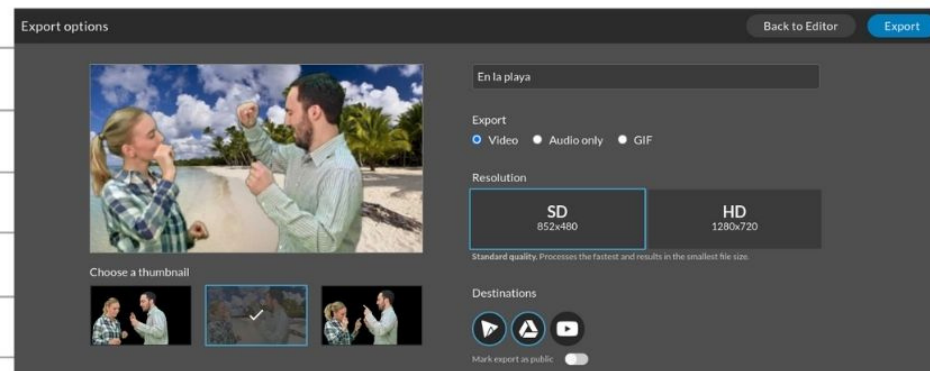 Export options
Back to Editor
Export
En la playa
Export
Video
Audio only
GIF
Resolution
SD
852x480
HD
1280x720
Standard quality. Processes the fastest and results in the smallest file size.
Choose a thumbnail
Destinations
Mark export as public